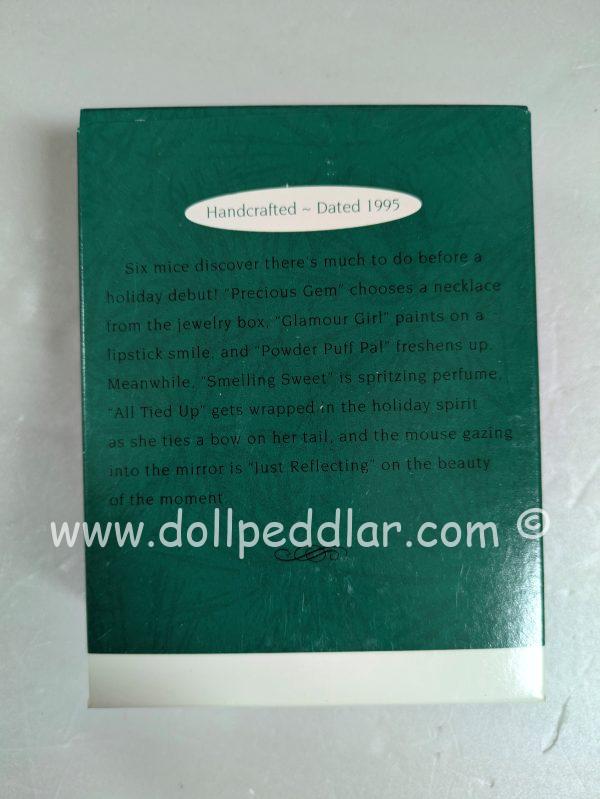 Handcrafted ~ Dated 1995
Six mice discover there's much to do before a
holiday debut! "Precious Gem" chooses a necklace
from the jewelry box, "Glamour Girl" paints on a
lipstick smile, and "Powder Puff Pal" freshens up.
Meanwhile, "Smelling Sweet" is spritzing perfume,
"All Tied Up" gets wrapped in the holiday spirit
as she ties a bow on her tail, and the mouse gazing
into the mirror is "Just Reflecting" on the beauty
of the moment.
www.dollpeddlar.com ©